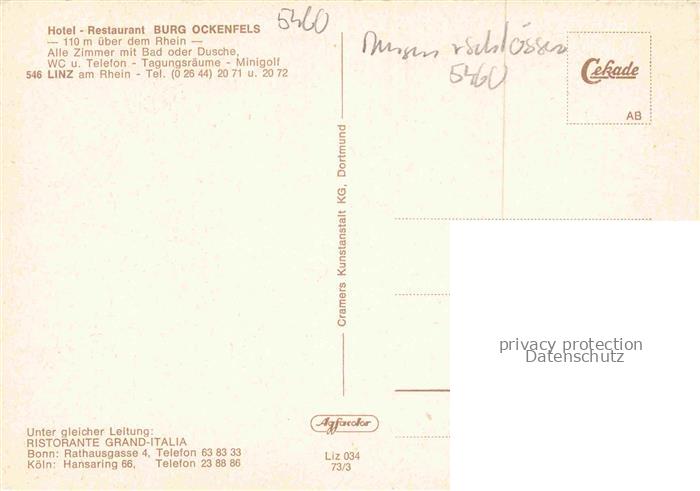 Hotel - Restaurant BURG OCKENFELS
— 110 m über dem Rhein —
Alle Zimmer mit Bad oder Dusche,
WC u. Telefon - Tagungsräume - Minigolf
546 LINZ am Rhein - Tel. (0 26 44) 20 71 u. 20 72
5460
schlösser
5460
Cekade
AB
Cramers Kunstanstalt KG, Dortmund
privacy protection
Datenschutz
Unter gleicher Leitung:
RISTORANTE GRAND-ITALIA
Bonn: Rathausgasse 4, Telefon 63 83 33
Köln: Hansaring 66, Telefon 23 88 86
Agfacolor
Liz 034
73/3